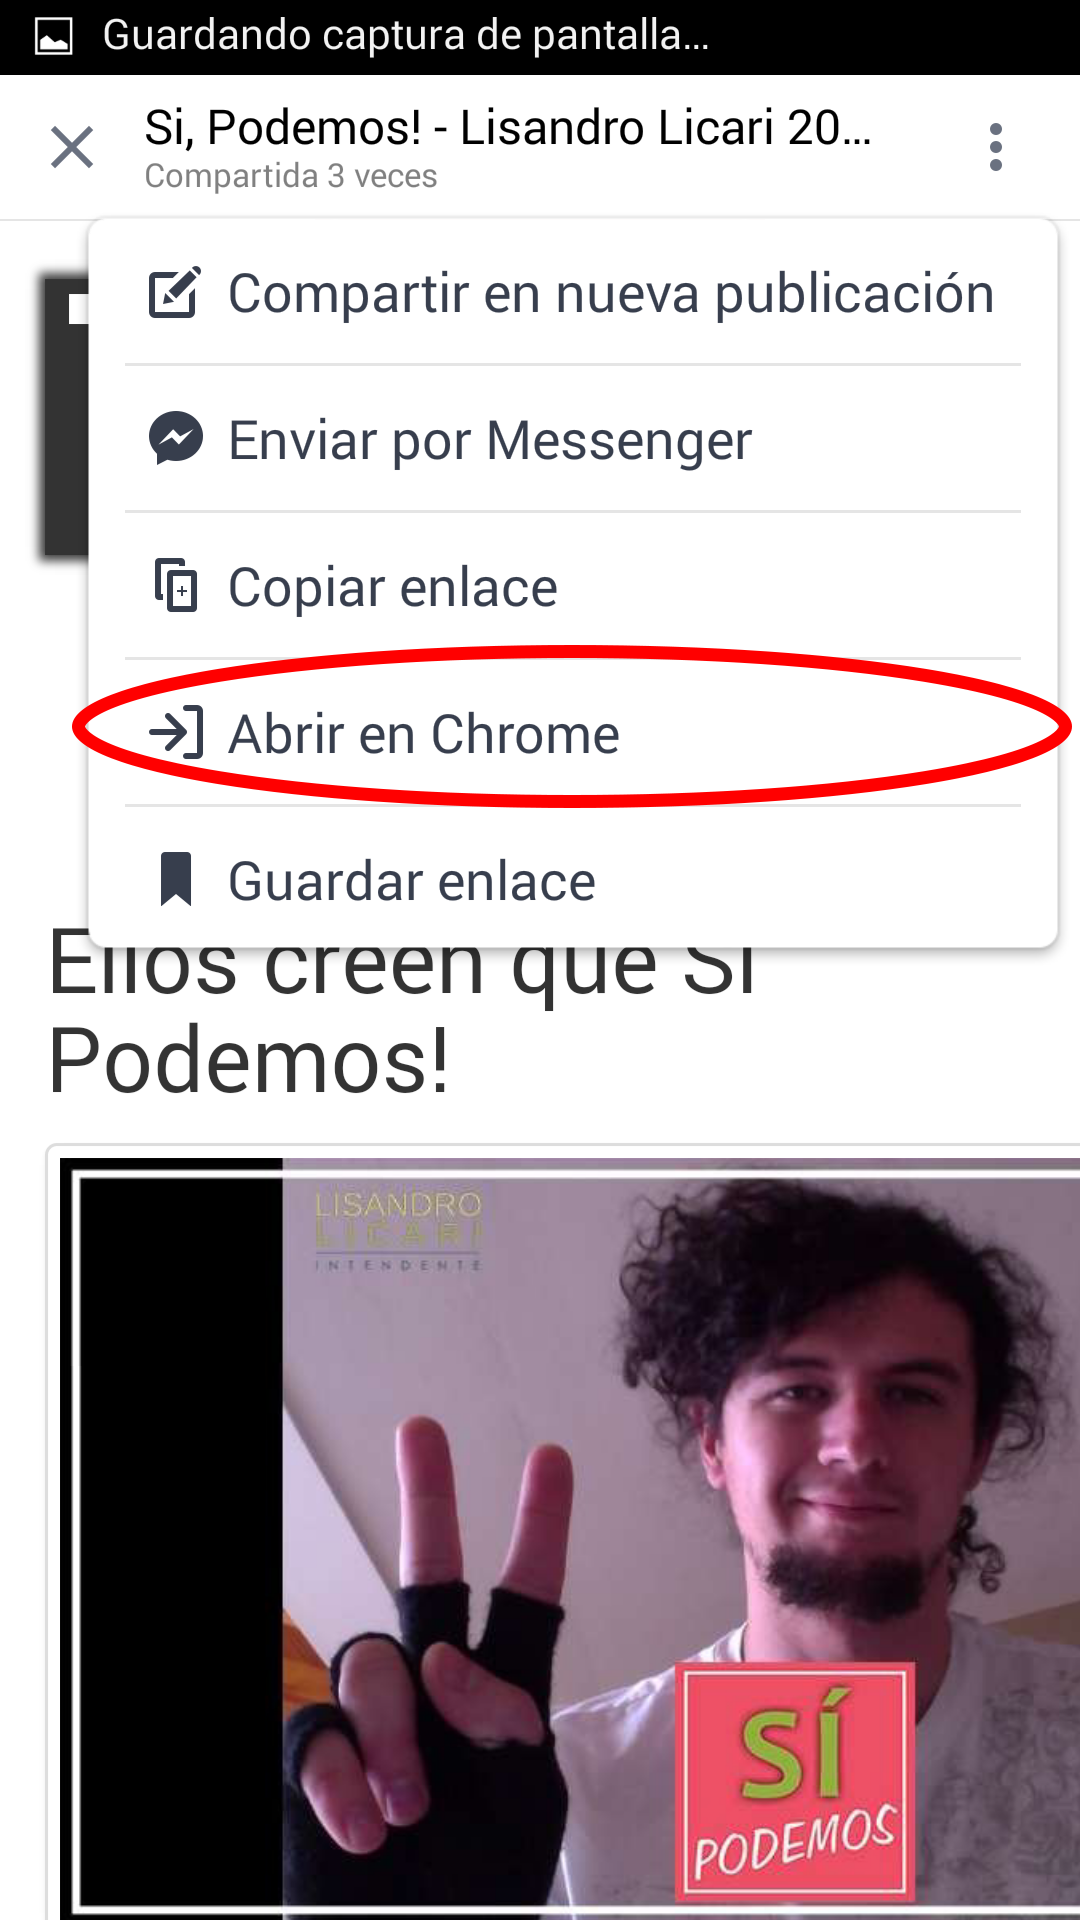 Guardando captura de pantalla...
Si, Podemos! - Lisandro Licari 20...
Compartida 3 veces
Compartir en nueva publicación
Enviar por Messenger
Copiar enlace
Abrir en Chrome
Guardar enlace
Ellos creen que Si
Podemos!
LISANDRO
LICARI
INTENDENTE
SÍ
PODEMOS